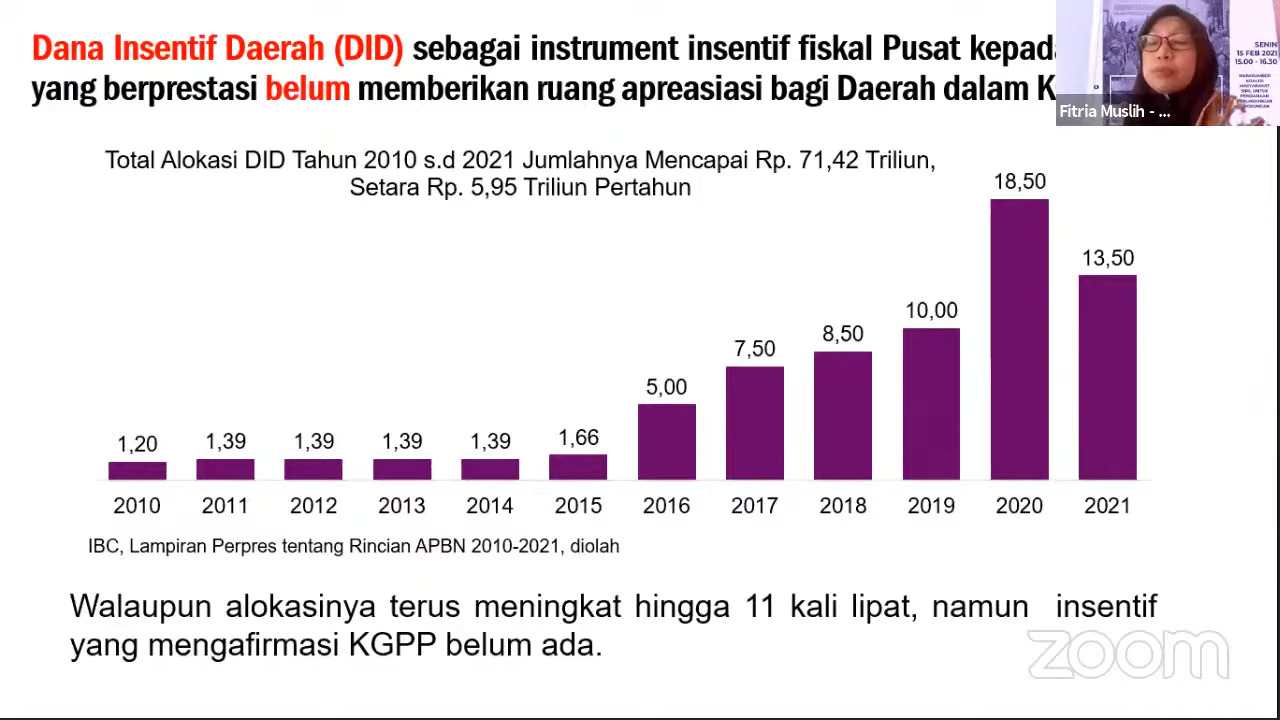 Dana Insentif Daerah (DID) sebagai instrument insentif fiskal Pusat kepada
yang berprestasi belum memberikan ruang apreasiasi bagi Daerah dalam K
SENIN
15 FEB 2021
15.00 - 16.30
Fitria Muslih - ...
Total Alokasi DID Tahun 2010 s.d 2021 Jumlahnya Mencapai Rp. 71,42 Triliun,
Setara Rp. 5,95 Triliun Pertahun
1,20 1,39 1,39 1,39 1,39 1,66 5,00 7,50 8,50 10,00 18,50 13,50
2010 2011 2012 2013 2014 2015 2016 2017 2018 2019 2020 2021
IBC, Lampiran Perpres tentang Rincian APBN 2010-2021, diolah
Walaupun alokasinya terus meningkat hingga 11 kali lipat, namun insentif
yang mengafirmasi KGPP belum ada.
zoom